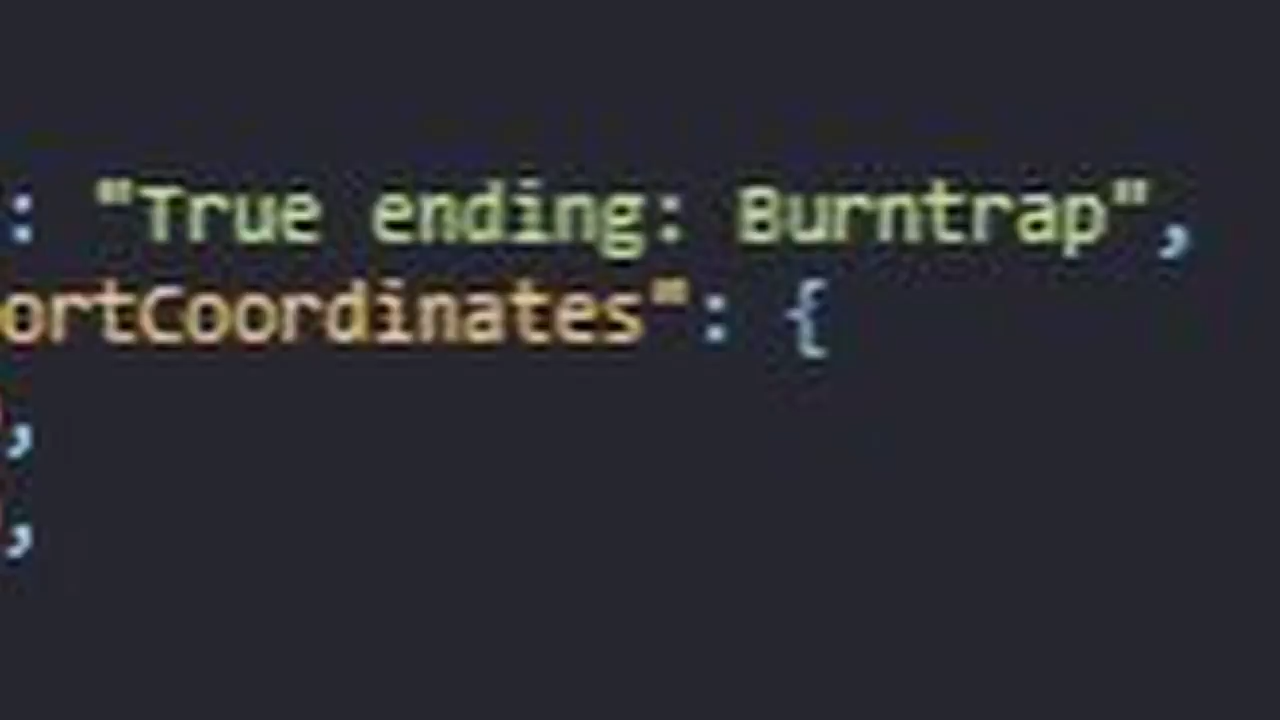 : "True ending: Burntrap",
ortCoordinates": {
,
,